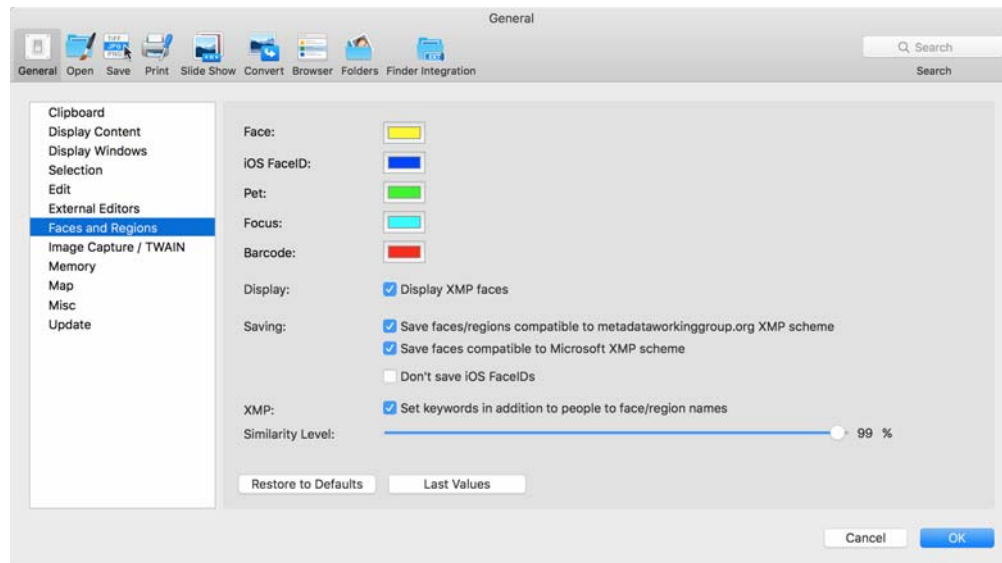 General
TIFF
JPG
PNG
General Open Save Print Slide Show Convert Browser Folders Finder Integration
Search
Search
Clipboard
Display Content
Display Windows
Selection
Edit
External Editors
Faces and Regions
Image Capture / TWAIN
Memory
Map
Misc
Update
Face:
iOS FaceID:
Pet:
Focus:
Barcode:
Display: Display XMP faces
Saving: Save faces/regions compatible to metadataworkinggroup.org XMP scheme
Save faces compatible to Microsoft XMP scheme
Don't save iOS FaceIDs
XMP: Set keywords in addition to people to face/region names
Similarity Level: 99 %
Restore to Defaults Last Values
Cancel OK